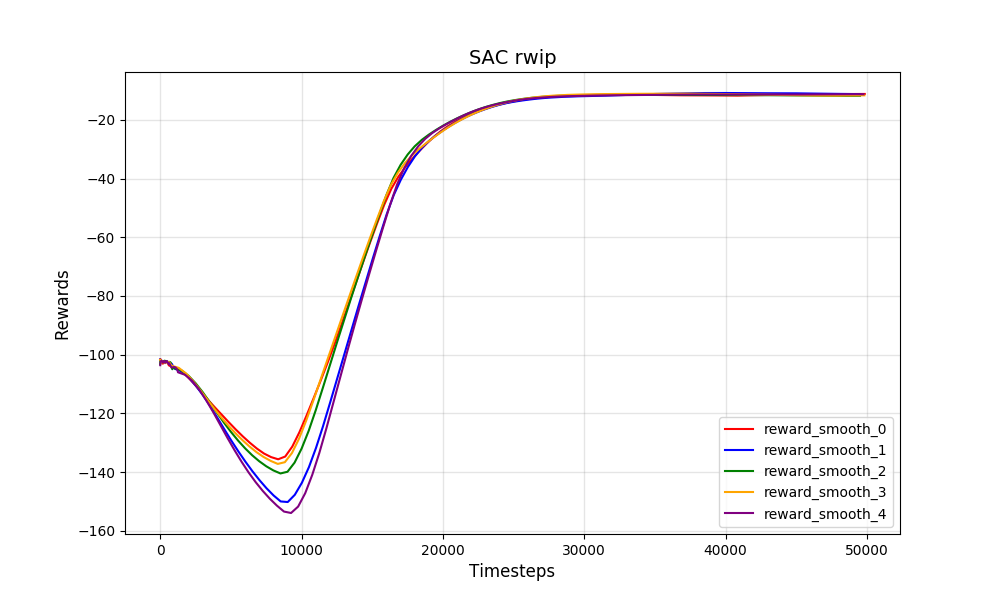 SAC rwip
Rewards
−20
−40
−60
−80
−100
−120
−140
−160
0
10000
20000
30000
40000
50000
Timesteps
reward_smooth_0
reward_smooth_1
reward_smooth_2
reward_smooth_3
reward_smooth_4